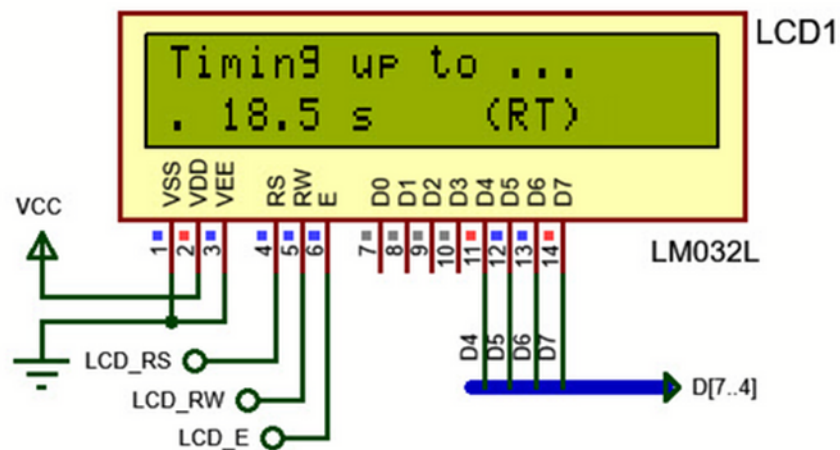 LCD1
Timing up to ...
. 18.5 s (RT)
VSS VDD VEE RS RW E D0 D1 D2 D3 D4 D5 D6 D7
1 2 3 4 5 6 7 8 9 10 11 12 13 14
VCC
LM032L
D4 D5 D6 D7
LCD_RS
LCD_RW
LCD_E
D[7..4]